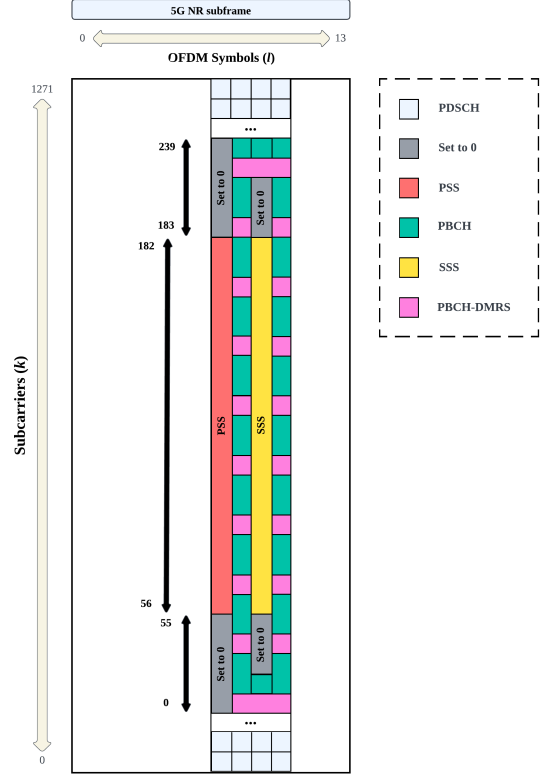 5G NR subframe
0
13
OFDM Symbols (l)
1271
PDSCH
...
239
Set to 0
Set to 0
Set to 0
PSS
183
182
PBCH
SSS
PBCH-DMRS
Subcarriers (k)
PSS
SSS
56
55
Set to 0
Set to 0
0
...
0